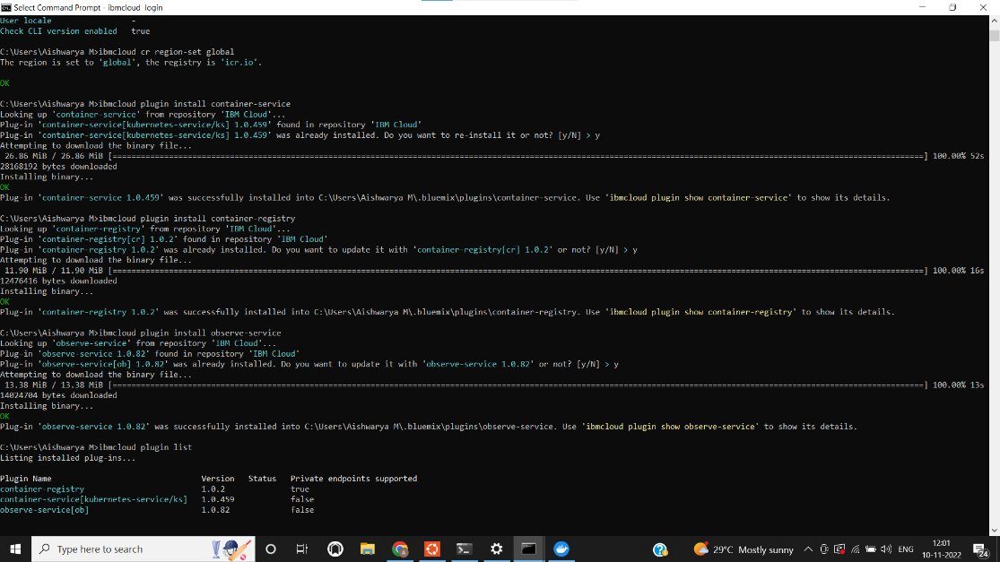 Select Command Prompt - ibmcloud  login
User locale                -
Check CLI version enabled   true
C:\Users\Aishwarya M>ibmcloud cr region-set global
The region is set to 'global', the registry is 'icr.io'.
OK
C:\Users\Aishwarya M>ibmcloud plugin install container-service
Looking up 'container-service' from repository 'IBM Cloud'...
Plug-in 'container-service[kubernetes-service/ks] 1.0.459' found in repository 'IBM Cloud'
Plug-in 'container-service[kubernetes-service/ks] 1.0.459' was already installed. Do you want to re-install it or not? [y/N] > y
Attempting to download the binary file...
 26.86 MiB / 26.86 MiB [==============================] 100.00% 52s
28168192 bytes downloaded
Installing binary...
OK
Plug-in 'container-service 1.0.459' was successfully installed into C:\Users\Aishwarya M\.bluemix\plugins\container-service. Use 'ibmcloud plugin show container-service' to show its details.
C:\Users\Aishwarya M>ibmcloud plugin install container-registry
Looking up 'container-registry' from repository 'IBM Cloud'...
Plug-in 'container-registry[cr] 1.0.2' found in repository 'IBM Cloud'
Plug-in 'container-registry 1.0.2' was already installed. Do you want to update it with 'container-registry[cr] 1.0.2' or not? [y/N] > y
Attempting to download the binary file...
 11.90 MiB / 11.90 MiB [==============================] 100.00% 16s
12476416 bytes downloaded
Installing binary...
OK
Plug-in 'container-registry 1.0.2' was successfully installed into C:\Users\Aishwarya M\.bluemix\plugins\container-registry. Use 'ibmcloud plugin show container-registry' to show its details.
C:\Users\Aishwarya M>ibmcloud plugin install observe-service
Looking up 'observe-service' from repository 'IBM Cloud'...
Plug-in 'observe-service 1.0.82' found in repository 'IBM Cloud'
Plug-in 'observe-service[ob] 1.0.82' was already installed. Do you want to update it with 'observe-service 1.0.82' or not? [y/N] > y
Attempting to download the binary file...
 13.38 MiB / 13.38 MiB [==============================] 100.00% 13s
14024704 bytes downloaded
Installing binary...
OK
Plug-in 'observe-service 1.0.82' was successfully installed into C:\Users\Aishwarya M\.bluemix\plugins\observe-service. Use 'ibmcloud plugin show observe-service' to show its details.
C:\Users\Aishwarya M>ibmcloud plugin list
Listing installed plug-ins...
Plugin Name                                 Version   Status   Private endpoints supported
container-registry                          1.0.2              true
container-service[kubernetes-service/ks]    1.0.459            false
observe-service[ob]                         1.0.82             false
Type here to search
29°C Mostly sunny
ENG
12:01
10-11-2022
24